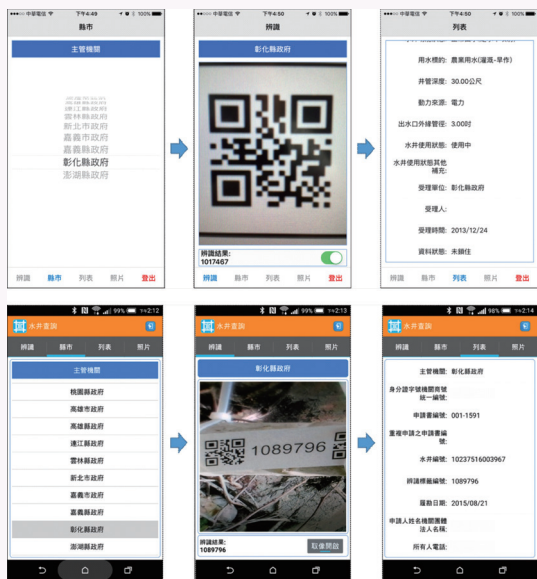 中華電信 下午4:49 100%
縣市
主管機關
高雄縣政府
連江縣政府
雲林縣政府
新北市政府
嘉義市政府
嘉義縣政府
彰化縣政府
澎湖縣政府
辨識 縣市 列表 照片 登出
中華電信 下午4:50 100%
辨識
彰化縣政府
辨識結果:
1017467
辨識 縣市 列表 照片 登出
中華電信 下午4:50 100%
列表
用水標的: 農業用水(灌溉-旱作)
井管深度: 30.00公尺
動力來源: 電力
出水口外緣管徑: 3.00吋
水井使用狀態: 使用中
水井使用狀態其他
補充:
受理單位: 彰化縣政府
受理人:
受理時間: 2013/12/24
資料狀態: 未鎖住
辨識 縣市 列表 照片 登出
99% 下午2:12
水井查詢
辨識 縣市 列表 照片
主管機關
桃園縣政府
高雄市政府
高雄縣政府
連江縣政府
雲林縣政府
新北市政府
嘉義市政府
嘉義縣政府
彰化縣政府
澎湖縣政府
99% 下午2:13
水井查詢
辨識 縣市 列表 照片
彰化縣政府
1089796
辨識結果:
1089796
取像開啟
98% 下午2:14
水井查詢
辨識 縣市 列表 照片
主管機關: 彰化縣政府
身分證字號機關商號
統一編號:
申請書編號: 001-1591
重複申請之申請書編
號:
水井編號: 10237516003967
辨識標籤編號: 1089796
屆勘日期: 2015/08/21
申請人姓名機關團體
法人名稱:
所有人電話: